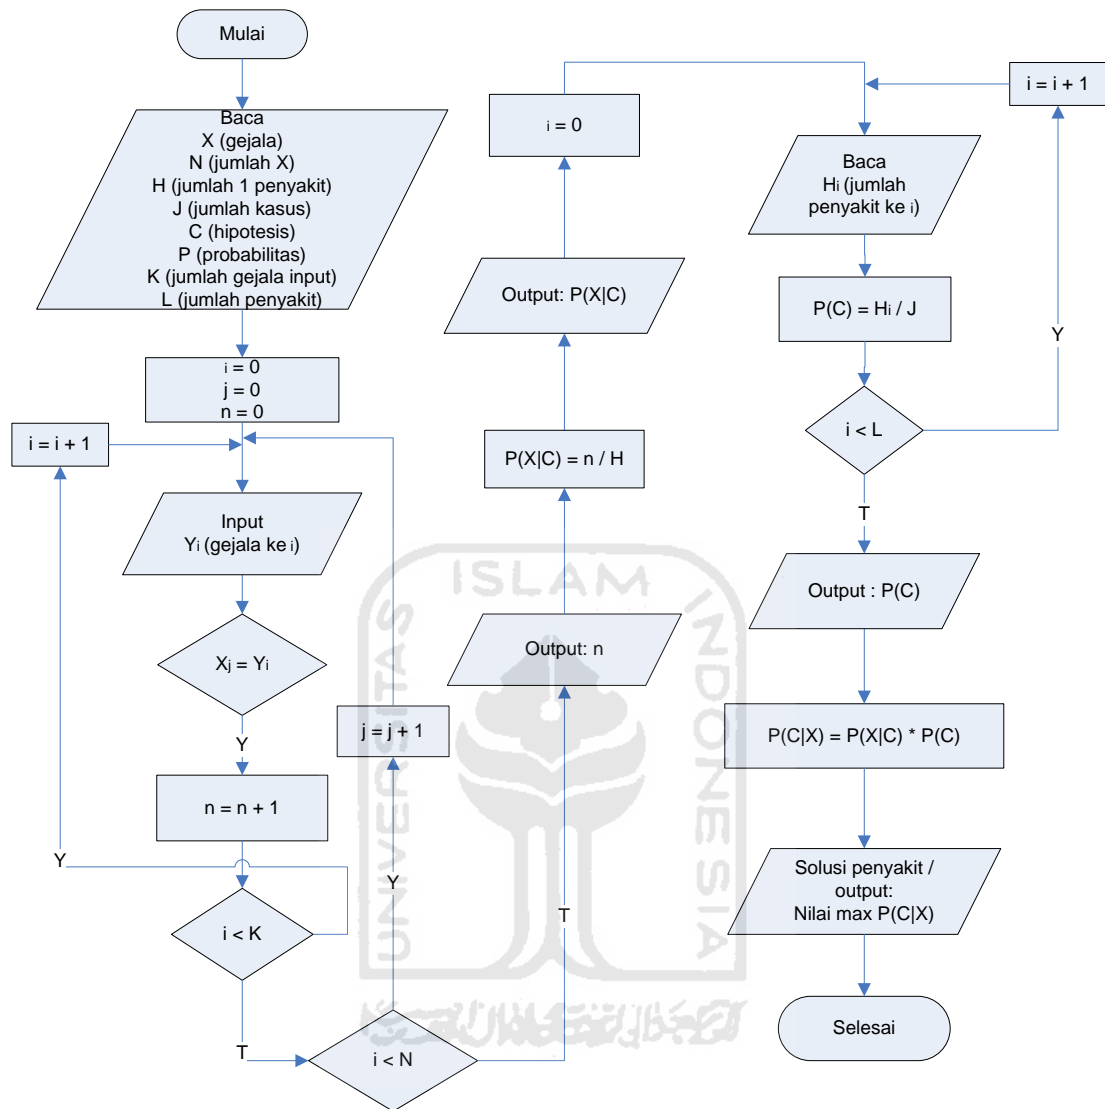 Mulai
Baca
X (gejala)
N (jumlah X)
H (jumlah 1 penyakit)
J (jumlah kasus)
C (hipotesis)
P (probabilitas)
K (jumlah gejala input)
L (jumlah penyakit)
i = 0
j = 0
n = 0
i = i + 1
Input
Yi (gejala ke i)
Xj = Yi
Y
n = n + 1
Y
i < K
T
j = j + 1
Y
i < N
T
Output: n
P(X|C) = n / H
Output: P(X|C)
i = 0
i = i + 1
Baca
Hi (jumlah
penyakit ke i)
P(C) = Hi / J
Y
i < L
T
Output : P(C)
P(C|X) = P(X|C) * P(C)
Solusi penyakit /
output:
Nilai max P(C|X)
Selesai
UNIVERSITAS
ISLAM
INDONESIA